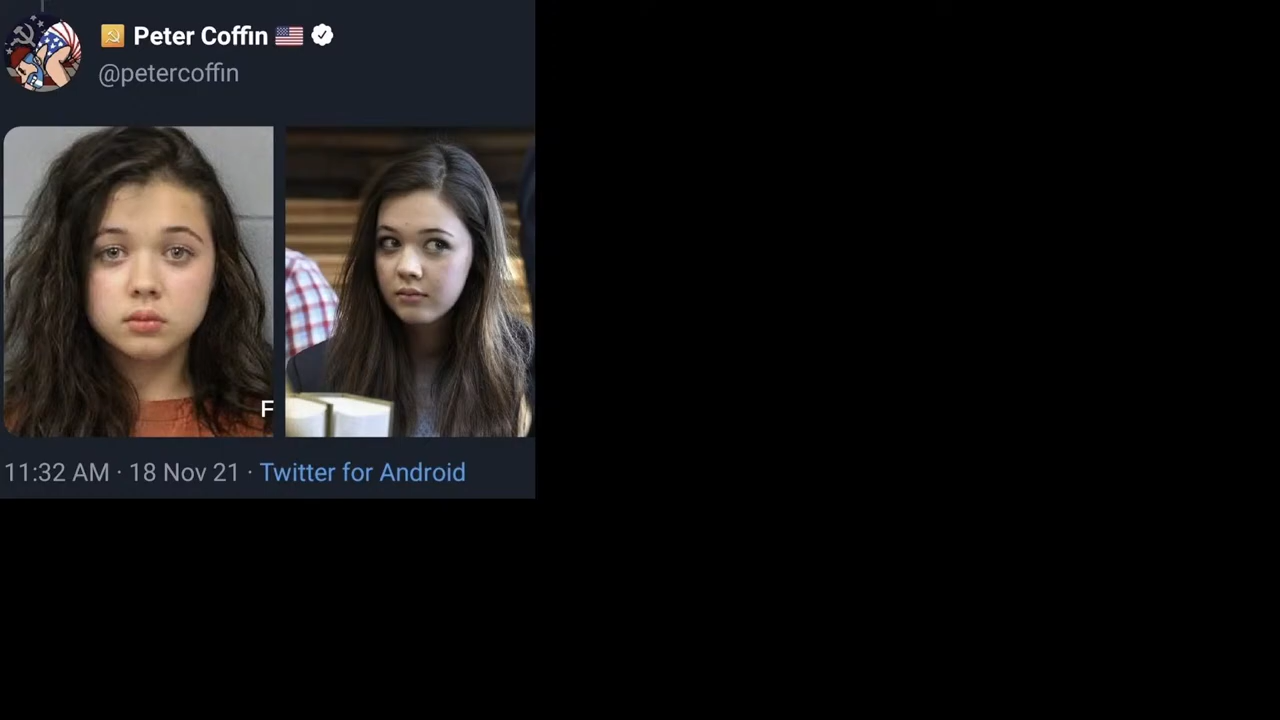 Peter Coffin
@petercoffin
F
11:32 AM · 18 Nov 21 · Twitter for Android